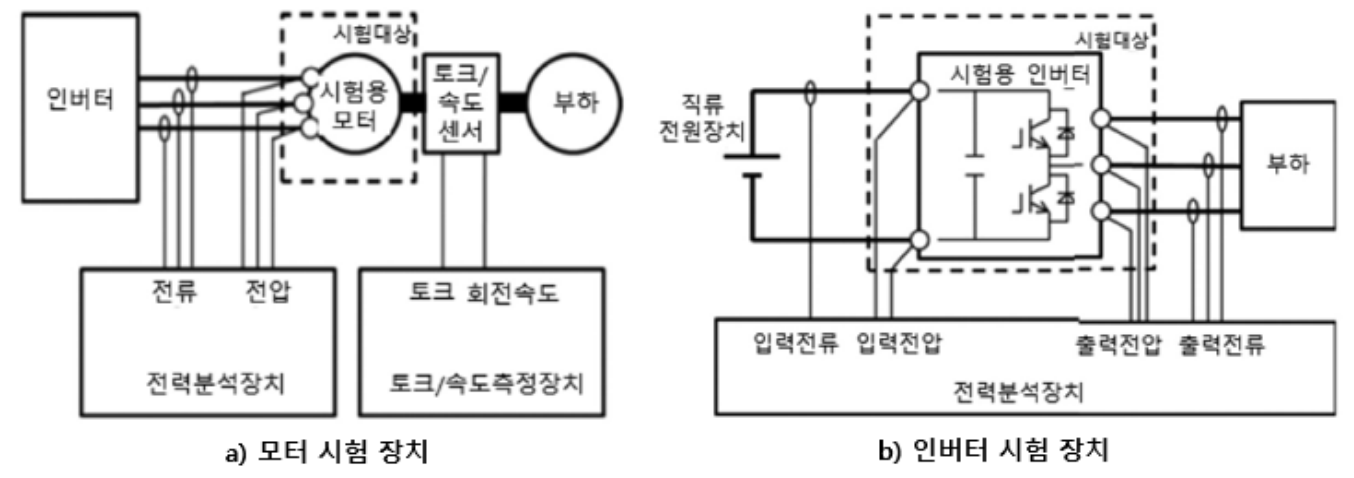 인버터
시험대상
시험용
모터
토크/
속도
센서
부하
전류 전압
전력분석장치
토크 회전속도
토크/속도측정장치
a) 모터 시험 장치
직류
전원장치
시험대상
시험용 인버터
부하
입력전류 입력전압 출력전압 출력전류
전력분석장치
b) 인버터 시험 장치